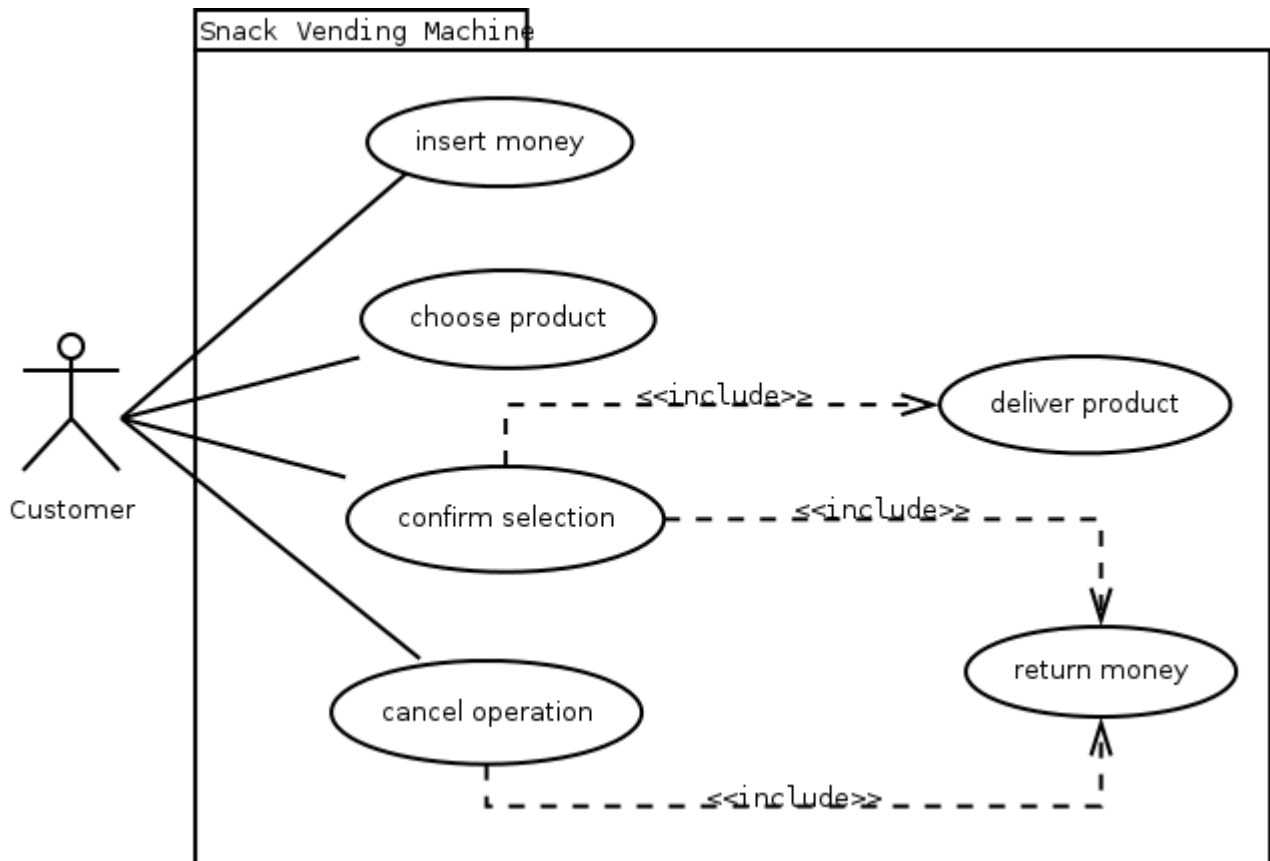 Snack Vending Machine
insert money
choose product
<<include>>
deliver product
Customer
confirm selection
<<include>>
return money
cancel operation
<<include>>